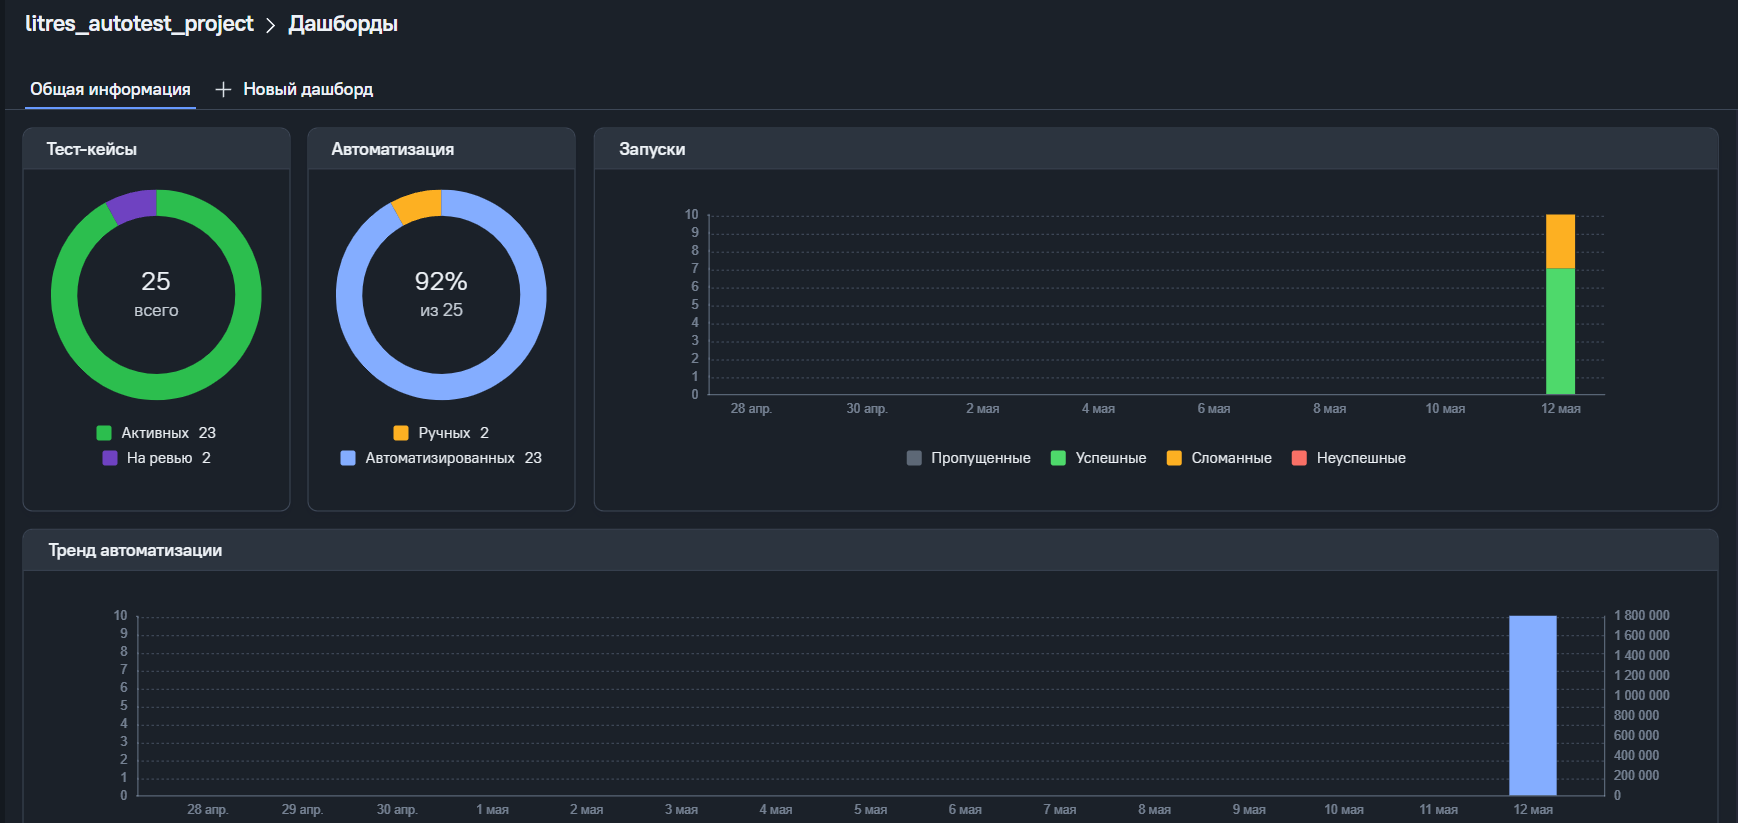 litres_autotest_project > Дашборды
Общая информация + Новый дашборд
Тест-кейсы
25
всего
Активных 23
На ревью 2
Автоматизация
92%
из 25
Ручных 2
Автоматизированных 23
Запуски
10
9
8
7
6
5
4
3
2
1
0
28 апр. 30 апр. 2 мая 4 мая 6 мая 8 мая 10 мая 12 мая
Пропущенные Успешные Сломанные Неуспешные
Тренд автоматизации
10
9
8
7
6
5
4
3
2
1
0
1 800 000
1 600 000
1 400 000
1 200 000
1 000 000
800 000
600 000
400 000
200 000
0
28 апр. 29 апр. 30 апр. 1 мая 2 мая 3 мая 4 мая 5 мая 6 мая 7 мая 8 мая 9 мая 10 мая 11 мая 12 мая